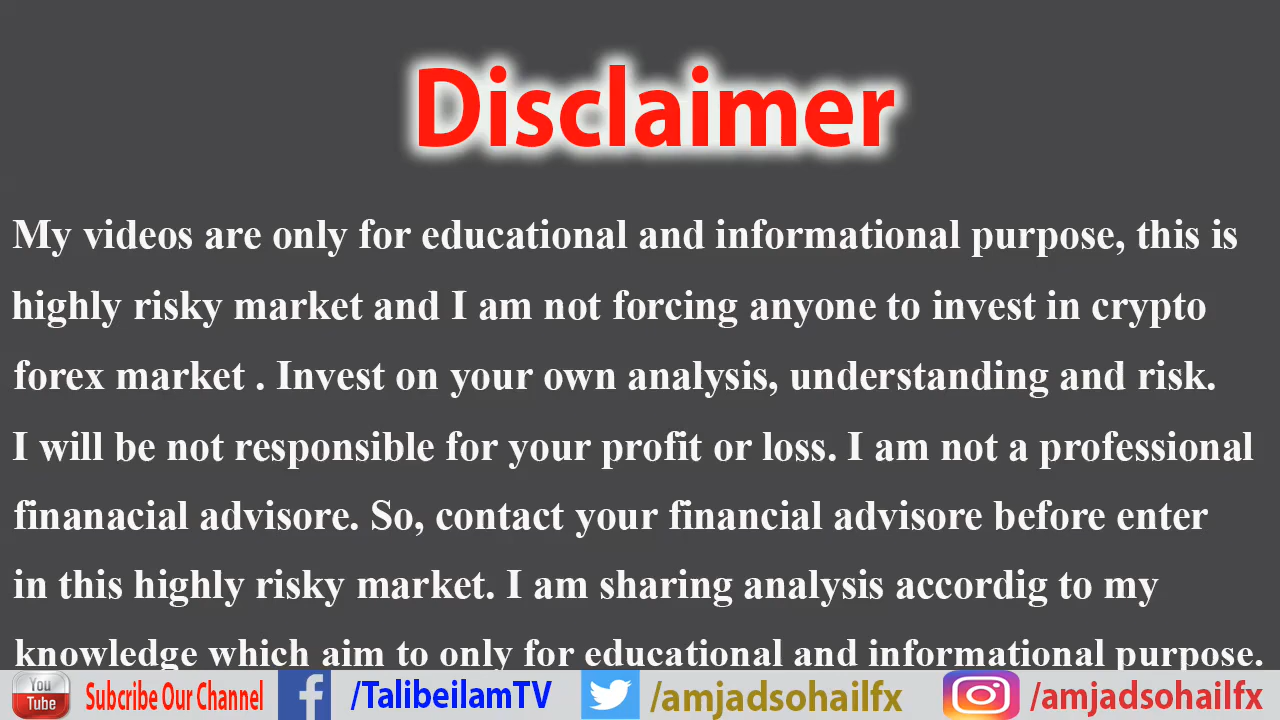 Disclaimer
My videos are only for educational and informational purpose, this is
highly risky market and I am not forcing anyone to invest in crypto
forex market . Invest on your own analysis, understanding and risk.
I will be not responsible for your profit or loss. I am not a professional
finanacial advisore. So, contact your financial advisore before enter
in this highly risky market. I am sharing analysis accordig to my
knowledge which aim to only for educational and informational purpose.
You Tube Subcribe Our Channel f /TalibeilamTV /amjadsohailfx /amjadsohailfx